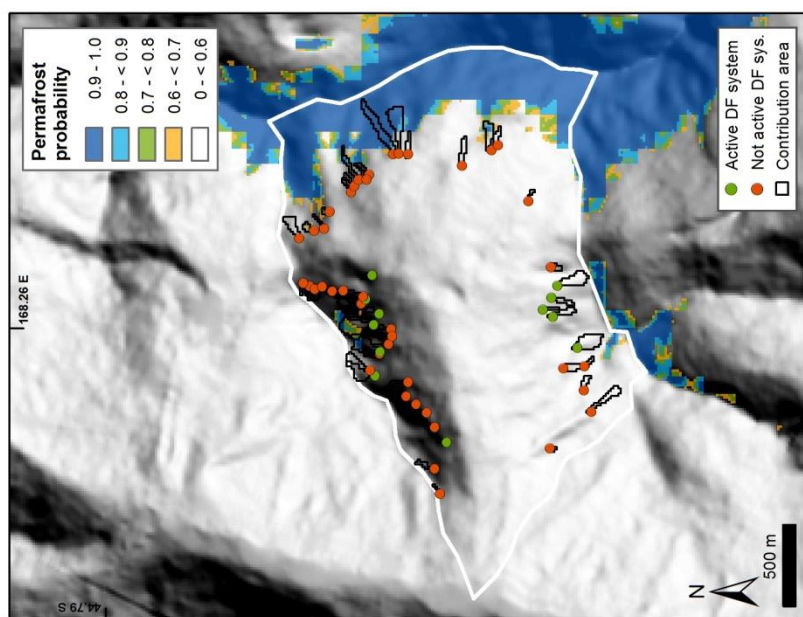 Permafrost
probability
0.9 - 1.0
0.8 - < 0.9
0.7 - < 0.8
0.6 - < 0.7
0 - < 0.6
168.26 E
Active DF system
Not active DF sys.
Contribution area
44.79 S
N
500 m